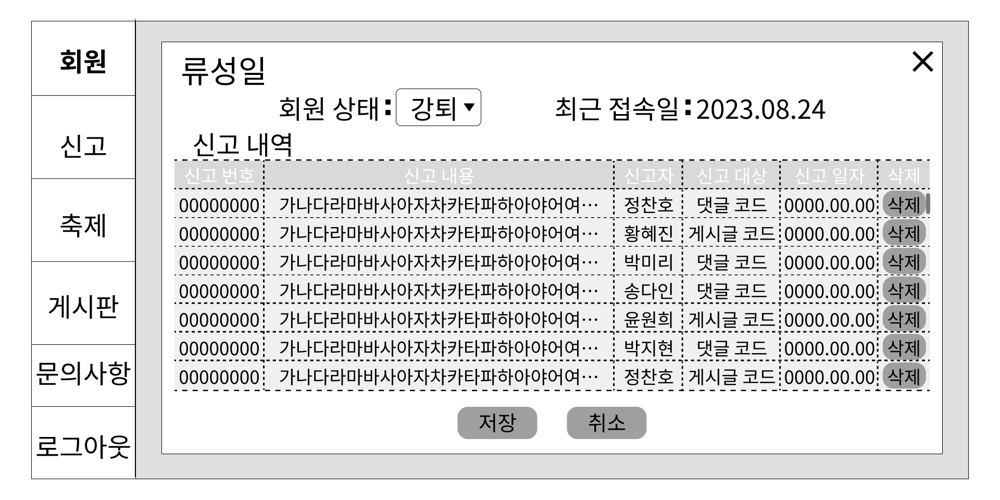 회원
신고
축제
게시판
문의사항
로그아웃
류성일
회원 상태: 강퇴 최근 접속일: 2023.08.24
신고 내역
신고 번호 신고 내용 신고자 신고 대상 신고 일자 삭제
00000000 가나다라마바사아자차카타파하아야어여… 정찬호 댓글 코드 0000.00.00 삭제
00000000 가나다라마바사아자차카타파하아야어여… 황혜진 게시글 코드 0000.00.00 삭제
00000000 가나다라마바사아자차카타파하아야어여… 박미리 댓글 코드 0000.00.00 삭제
00000000 가나다라마바사아자차카타파하아야어여… 송다인 댓글 코드 0000.00.00 삭제
00000000 가나다라마바사아자차카타파하아야어여… 윤원희 게시글 코드 0000.00.00 삭제
00000000 가나다라마바사아자차카타파하아야어여… 박지현 댓글 코드 0000.00.00 삭제
00000000 가나다라마바사아자차카타파하아야어여… 정찬호 게시글 코드 0000.00.00 삭제
저장 취소